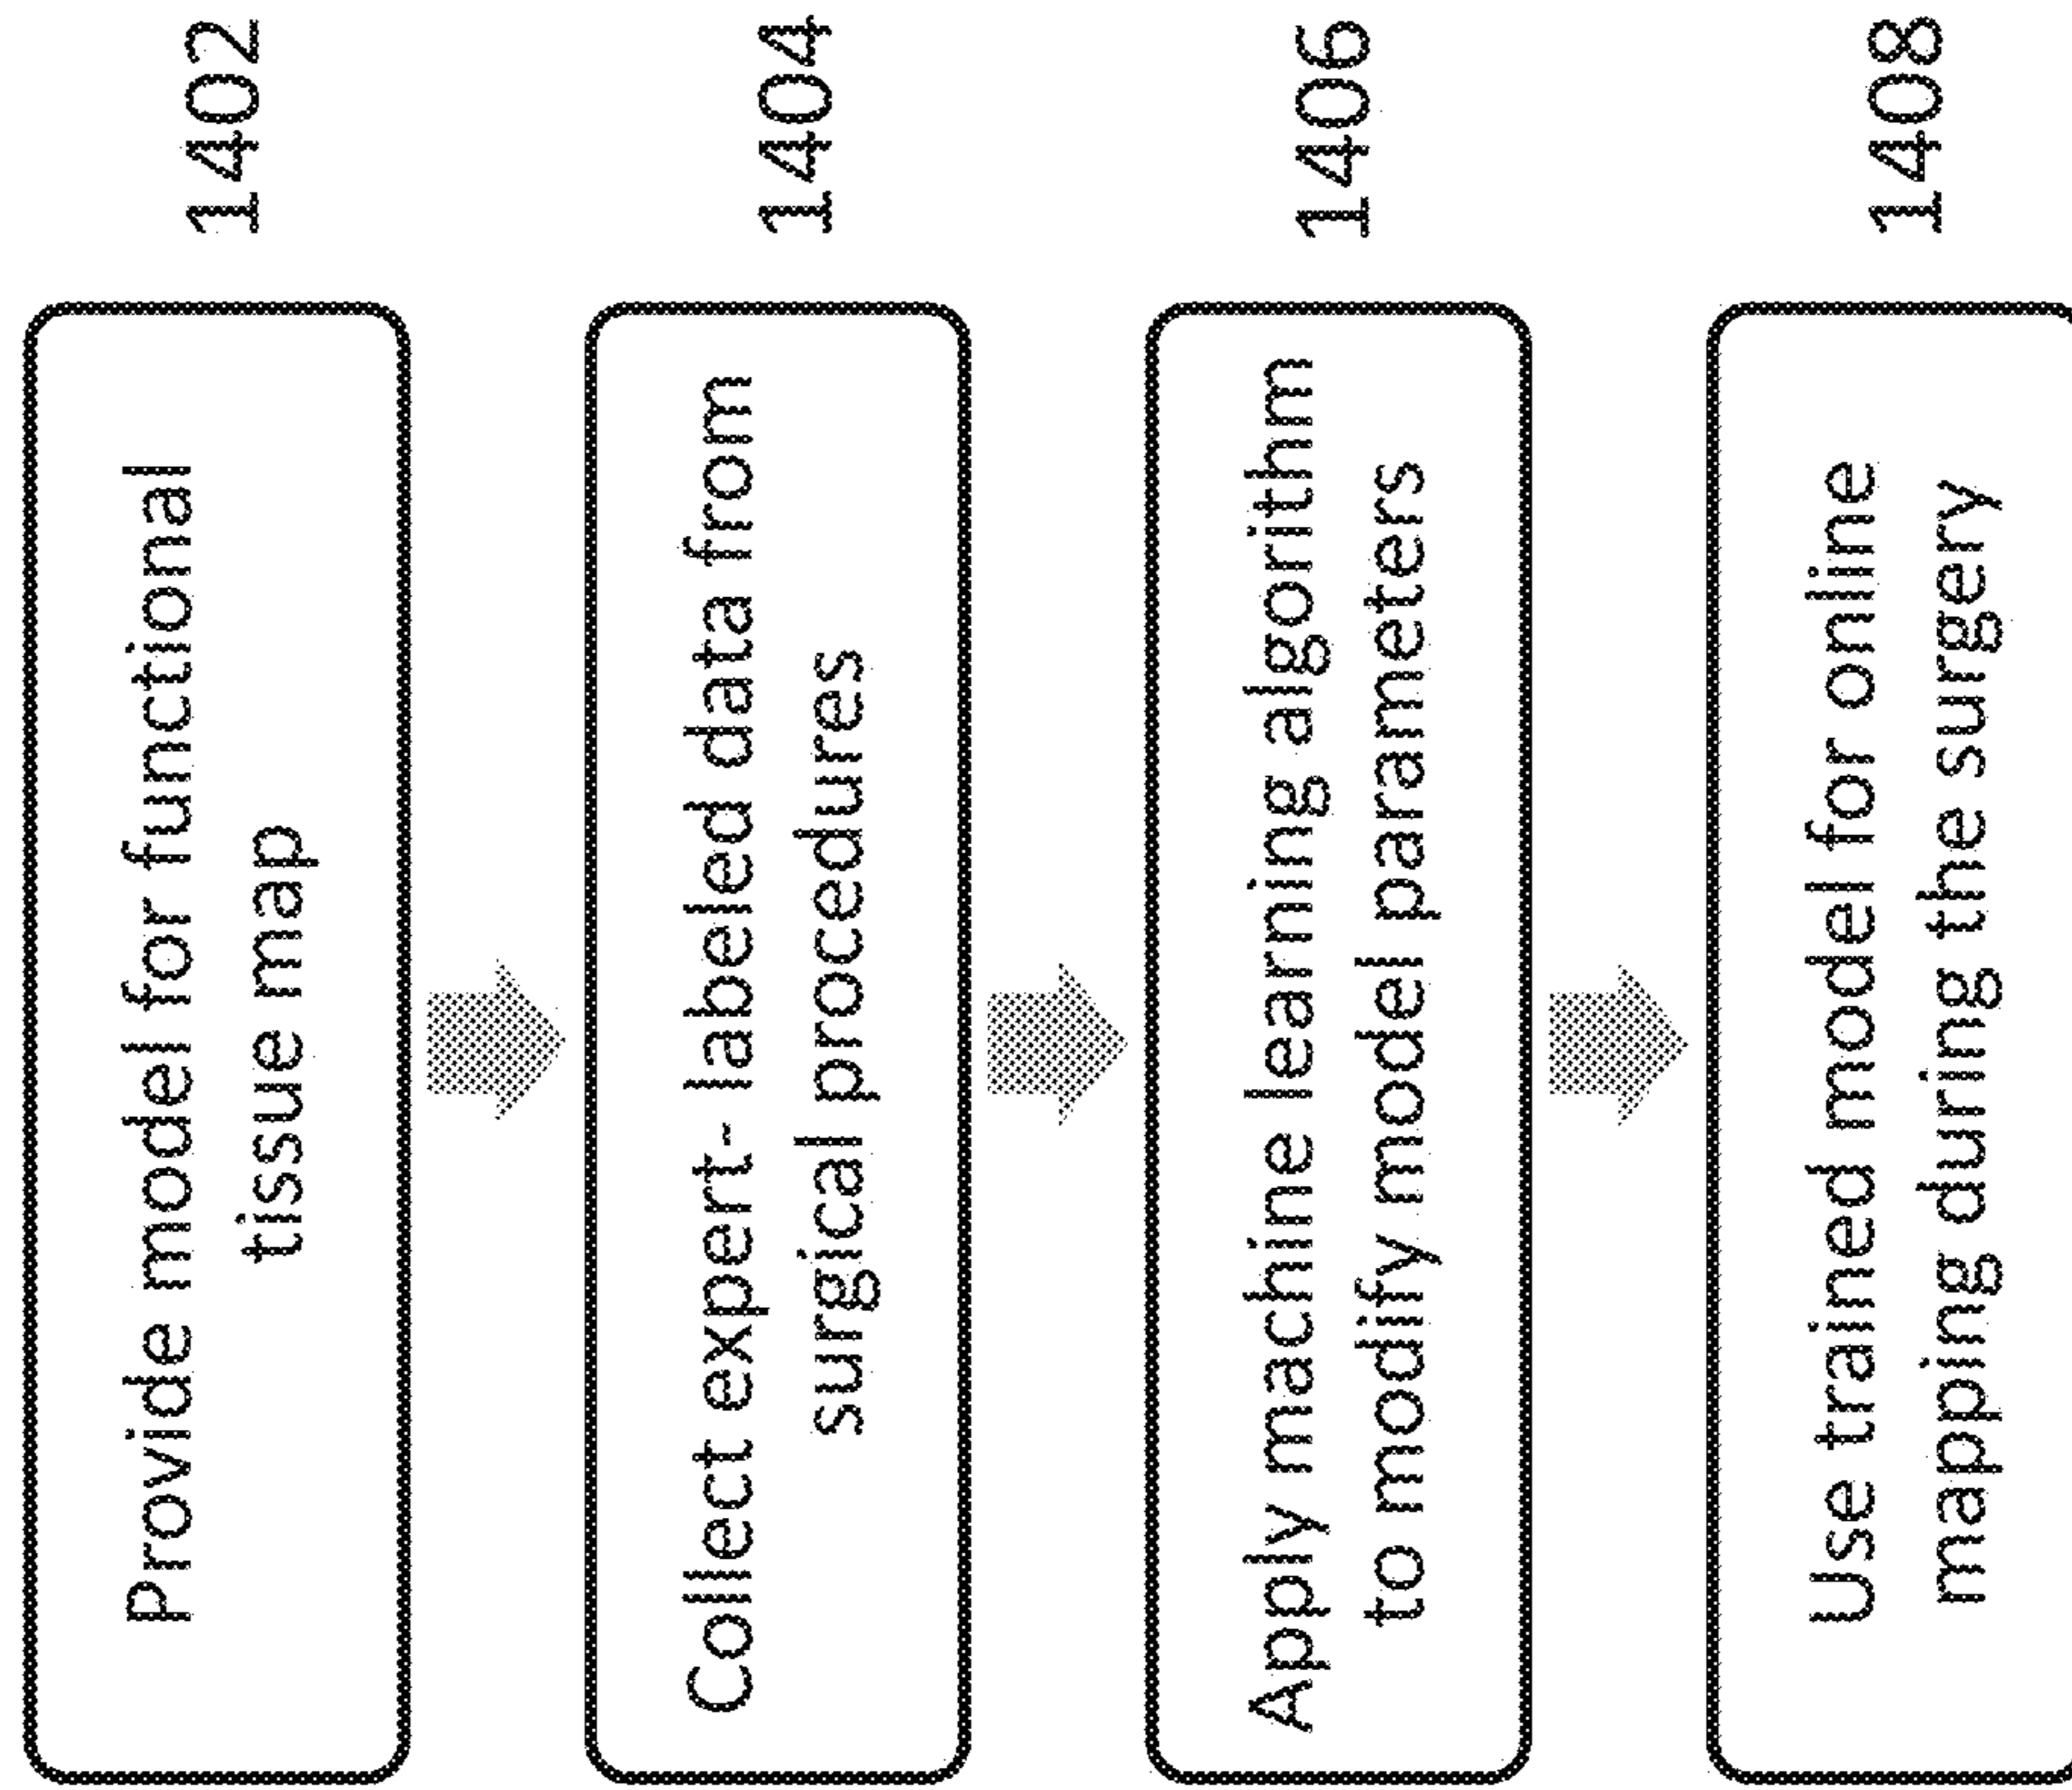 Provide model for functional
tissue map
1402
Collect expert- labeled data from
surgical procedures
1404
Apply machine learning algorithm
to modify model parameters
1406
Use trained model for online
mapping during the surgery
1408